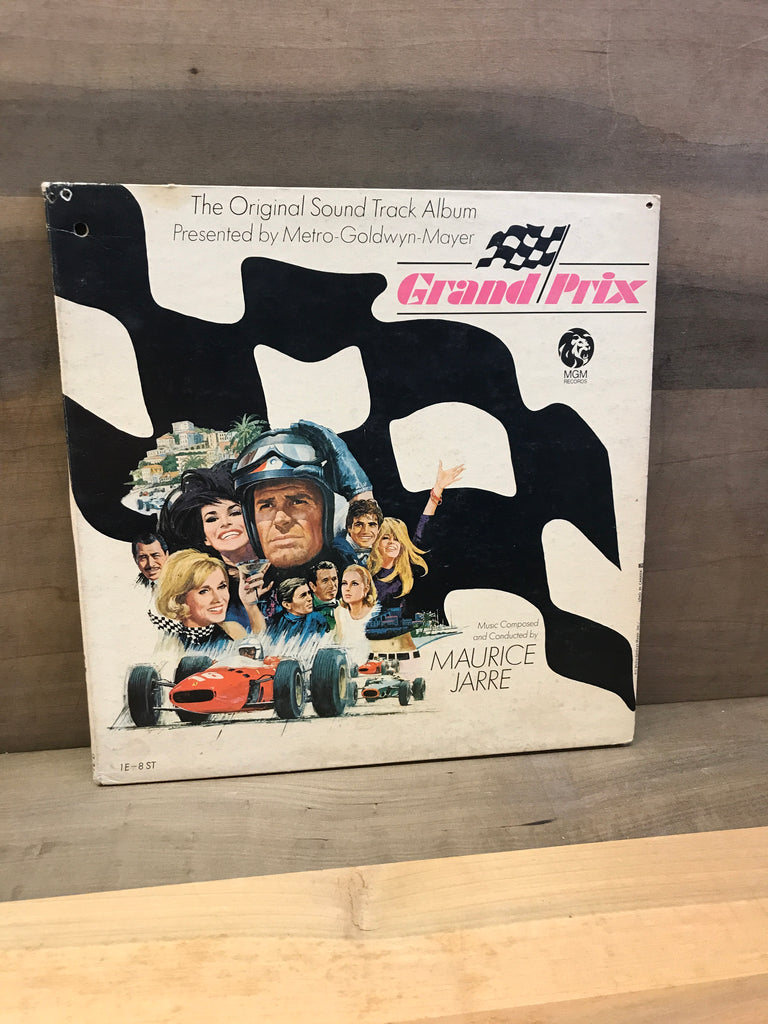 The Original Sound Track Album
Presented by Metro-Goldwyn-Mayer
Grand Prix
MGM
RECORDS
16
Music Composed
and Conducted by
MAURICE
JARRE
1E-8 ST